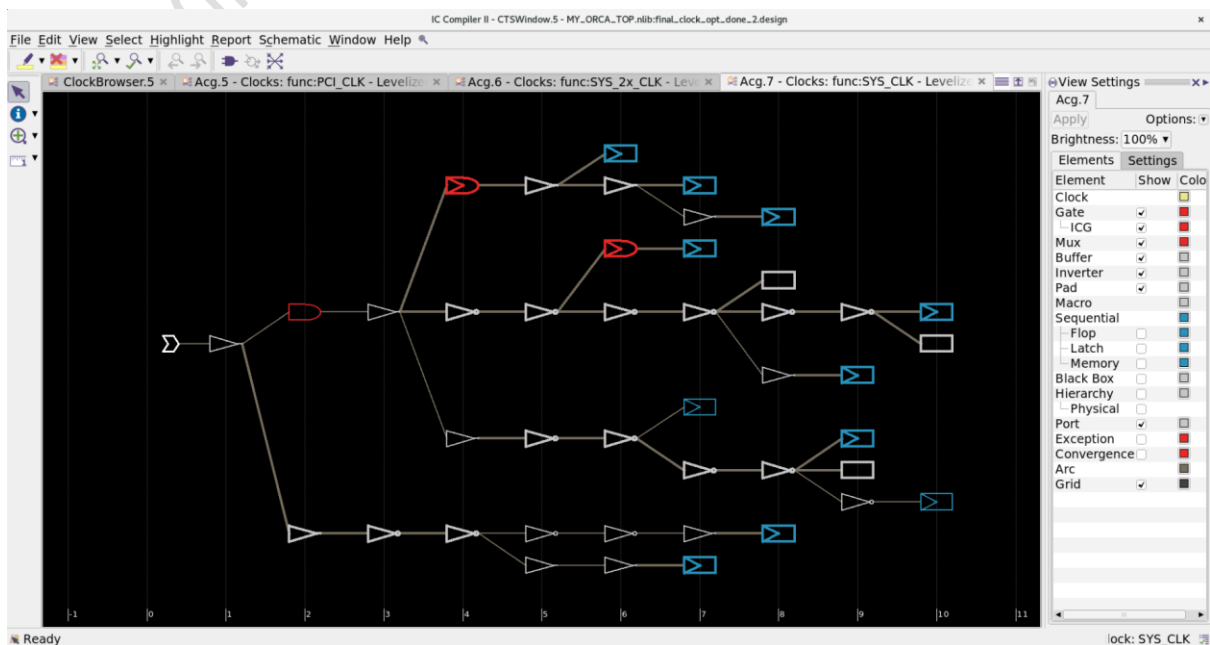 IC Compiler II - CTSWindow.5 - MY_ORCA_TOP.nlib:final_clock_opt_done_2.design
File Edit View Select Highlight Report Schematic Window Help
ClockBrowser.5 Acg.5 - Clocks: func:PCI_CLK - Levelize Acg.6 - Clocks: func:SYS_2x_CLK - Leve Acg.7 - Clocks: func:SYS_CLK - Levelize
View Settings
Acg.7
Apply Options:
Brightness: 100%
Elements Settings
Element Show Colo
Clock
Gate
ICG
Mux
Buffer
Inverter
Pad
Macro
Sequential
Flop
Latch
Memory
Black Box
Hierarchy
Physical
Port
Exception
Convergence
Arc
Grid
-1 0 1 2 3 4 5 6 7 8 9 10 11
Ready lock: SYS_CLK